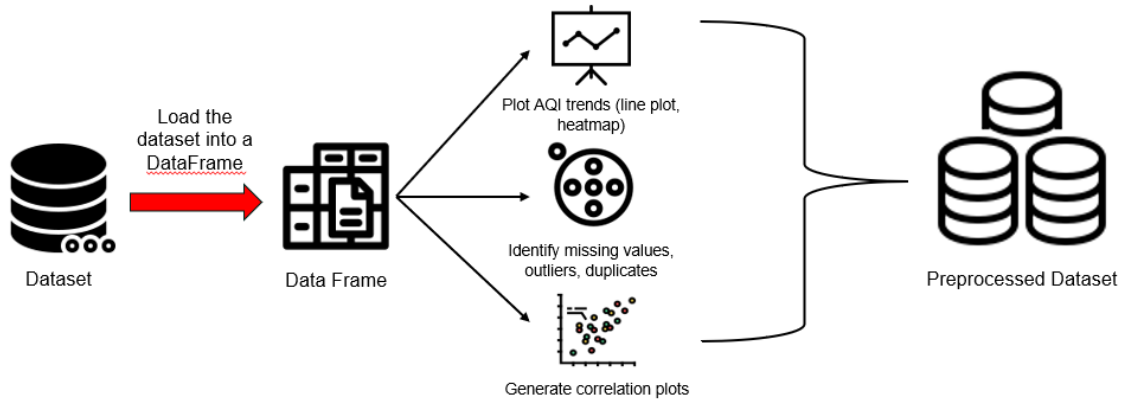 Load the
dataset into a
DataFrame
Dataset
Data Frame
Plot AQI trends (line plot,
heatmap)
Identify missing values,
outliers, duplicates
Generate correlation plots
Preprocessed Dataset